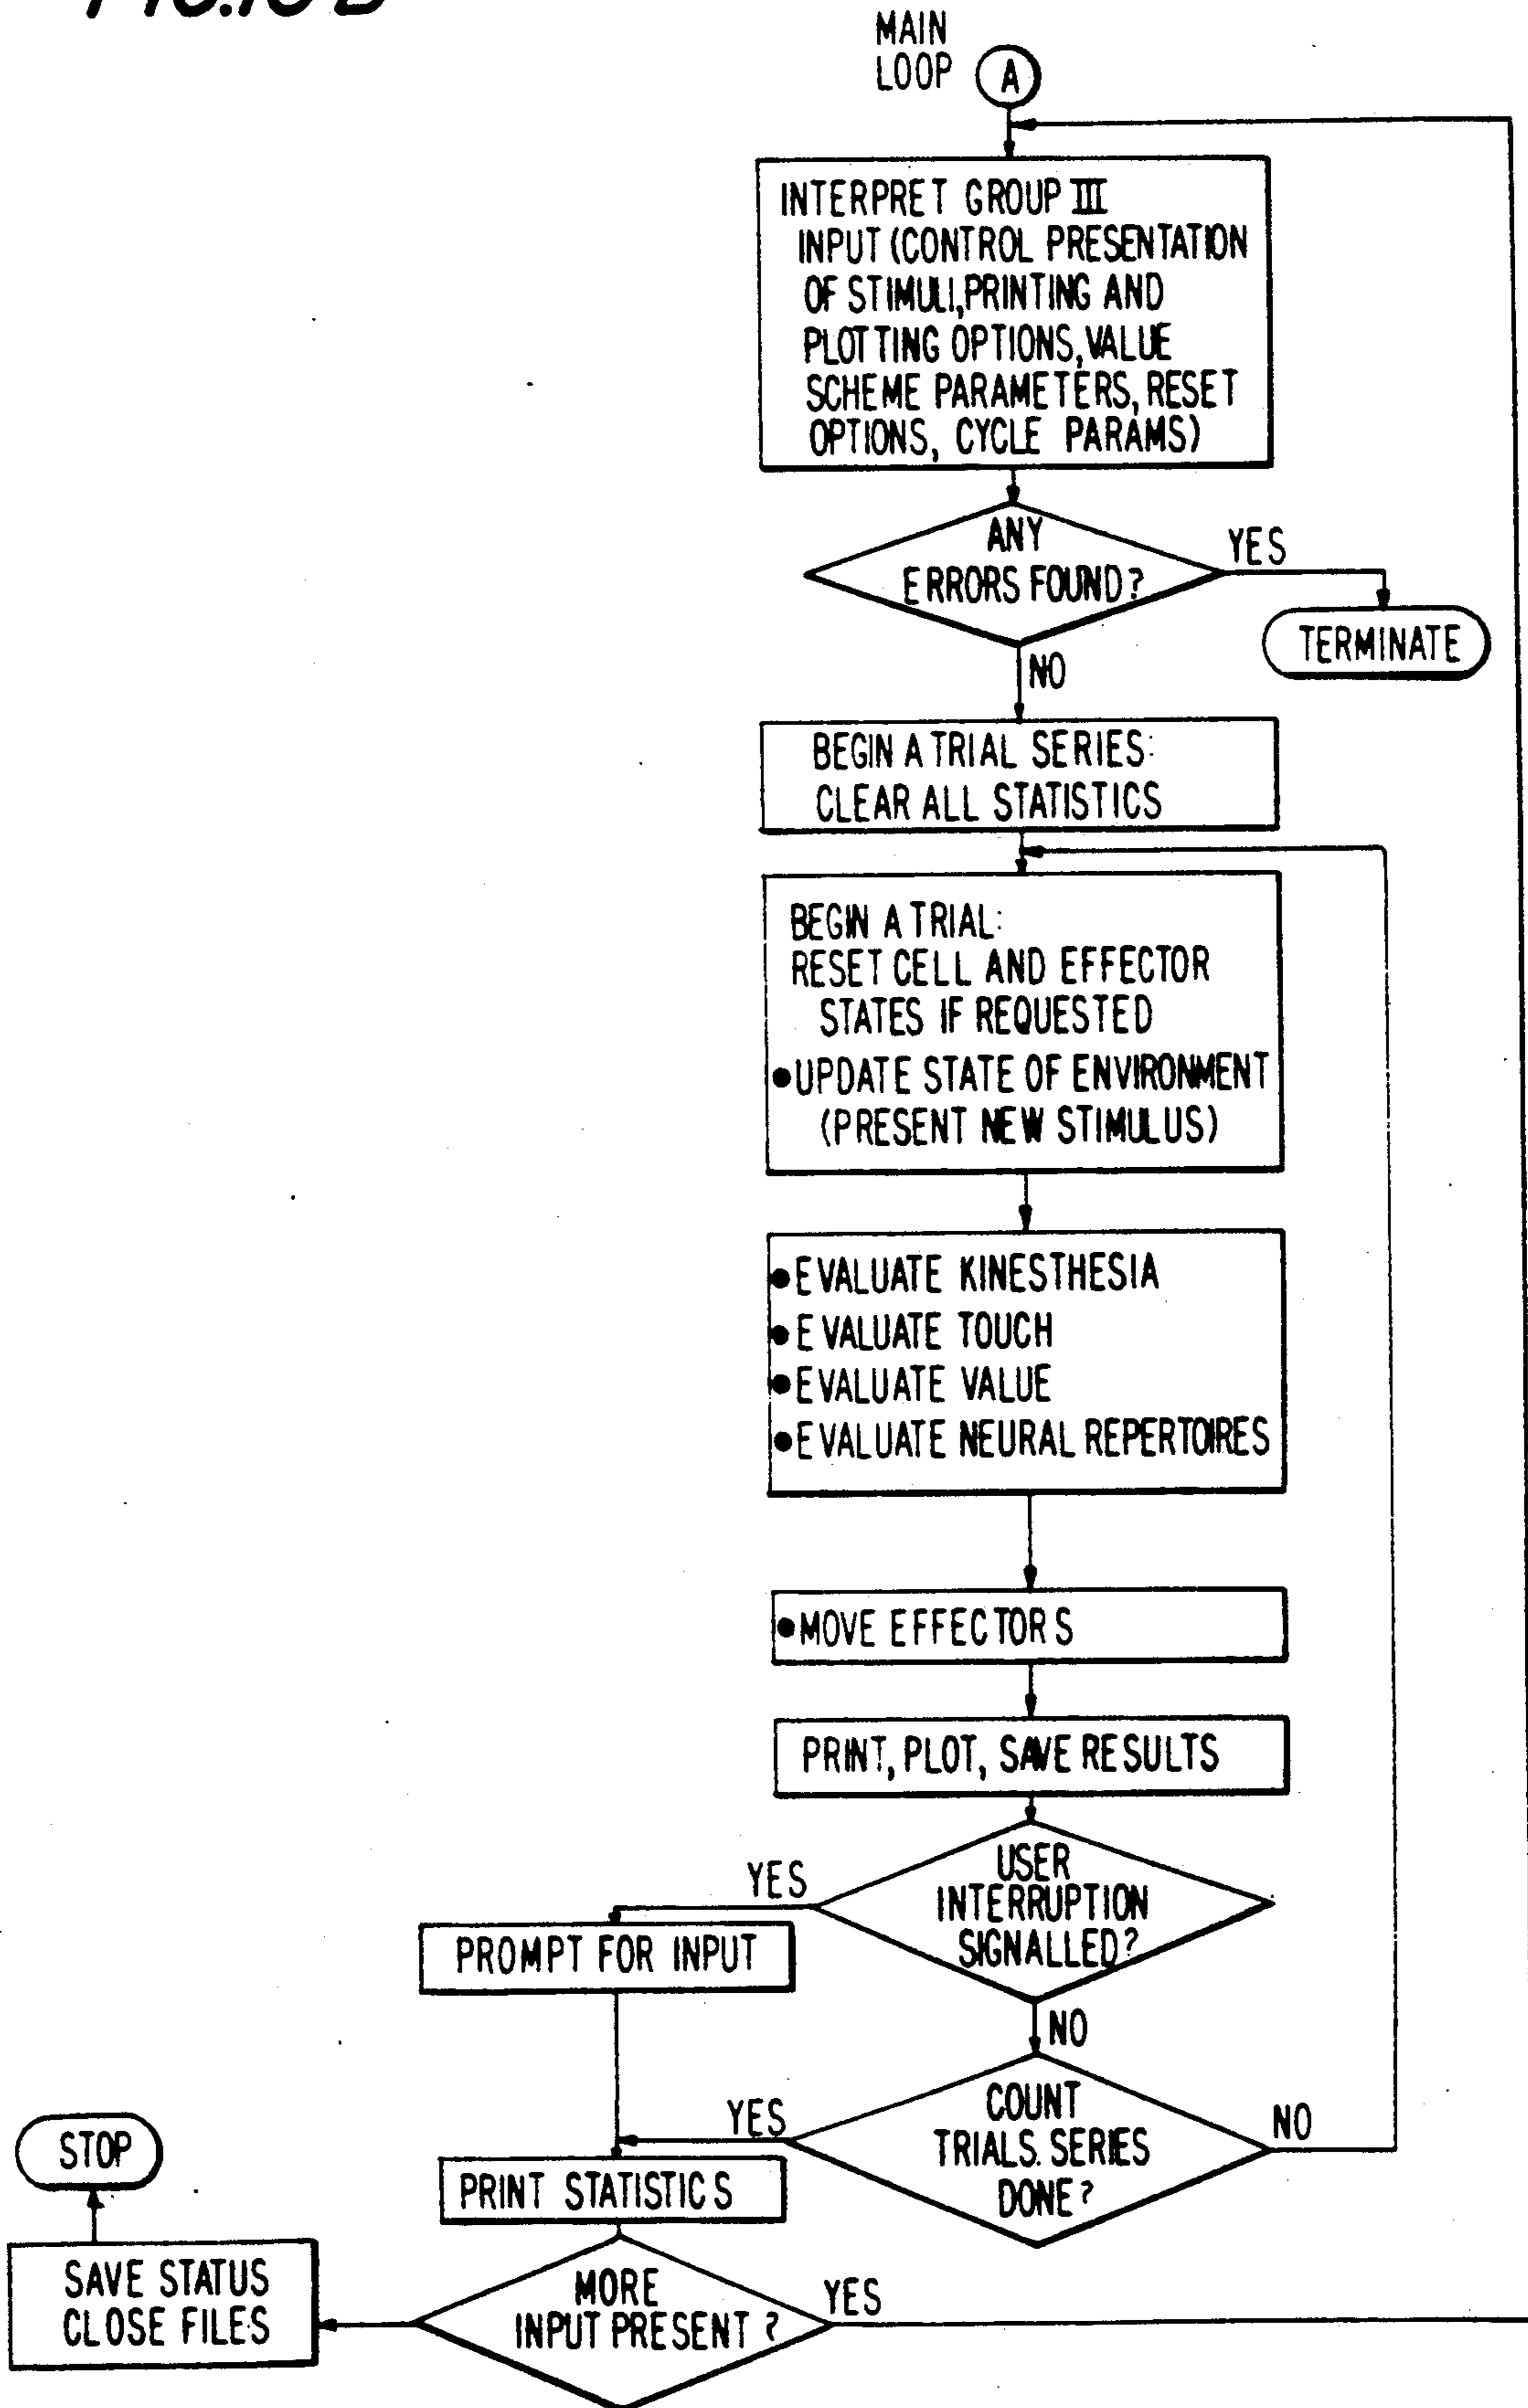 MAIN
LOOP
A
INTERPRET GROUP III
INPUT (CONTROL PRESENTATION
OF STIMULI, PRINTING AND
PLOTTING OPTIONS, VALUE
SCHEME PARAMETERS, RESET
OPTIONS, CYCLE PARAMS)
ANY
ERRORS FOUND?
YES
TERMINATE
NO
BEGIN A TRIAL SERIES:
CLEAR ALL STATISTICS
BEGIN A TRIAL:
RESET CELL AND EFFECTOR
STATES IF REQUESTED
•UPDATE STATE OF ENVIRONMENT
(PRESENT NEW STIMULUS)
•EVALUATE KINESTHESIA
•EVALUATE TOUCH
•EVALUATE VALUE
•EVALUATE NEURAL REPERTOIRES
•MOVE EFFECTORS
PRINT, PLOT, SAVE RESULTS
USER
INTERRUPTION
SIGNALLED?
YES
PROMPT FOR INPUT
NO
COUNT
TRIALS. SERIES
DONE?
YES
NO
PRINT STATISTICS
MORE
INPUT PRESENT?
YES
SAVE STATUS
CLOSE FILES
STOP